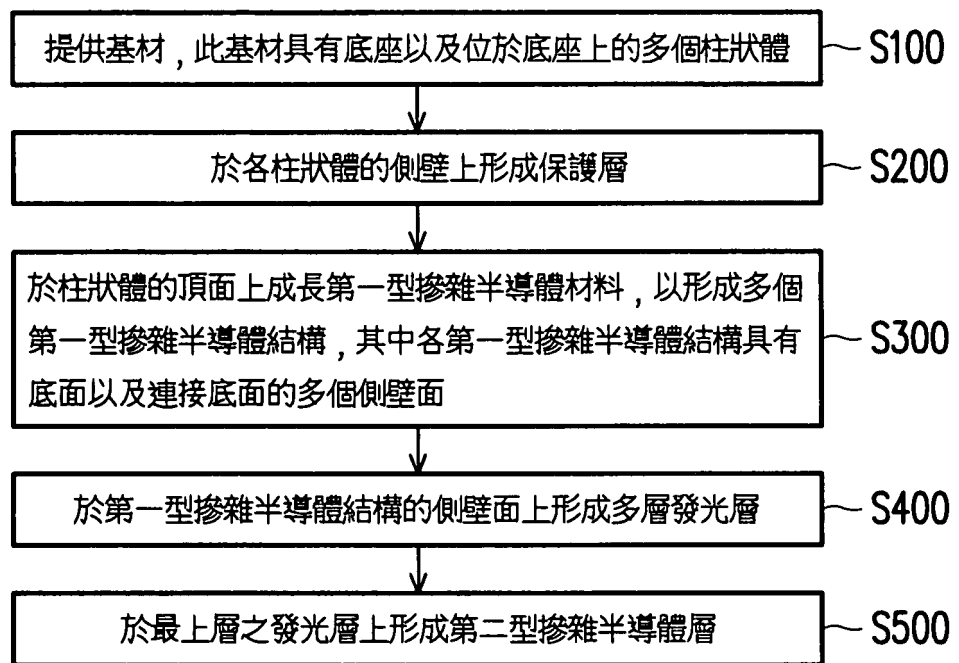 提供基材，此基材具有底座以及位於底座上的多個柱狀體
S100
於各柱狀體的側壁上形成保護層
S200
於柱狀體的頂面上成長第一型摻雜半導體材料，以形成多個
第一型摻雜半導體結構，其中各第一型摻雜半導體結構具有
底面以及連接底面的多個側壁面
S300
於第一型摻雜半導體結構的側壁面上形成多層發光層
S400
於最上層之發光層上形成第二型摻雜半導體層
S500